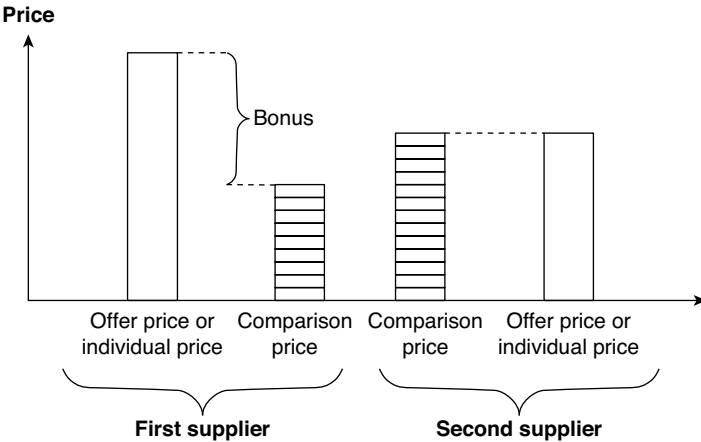 Price
Bonus
Offer price or
individual price
Comparison
price
Comparison
price
Offer price or
individual price
First supplier
Second supplier